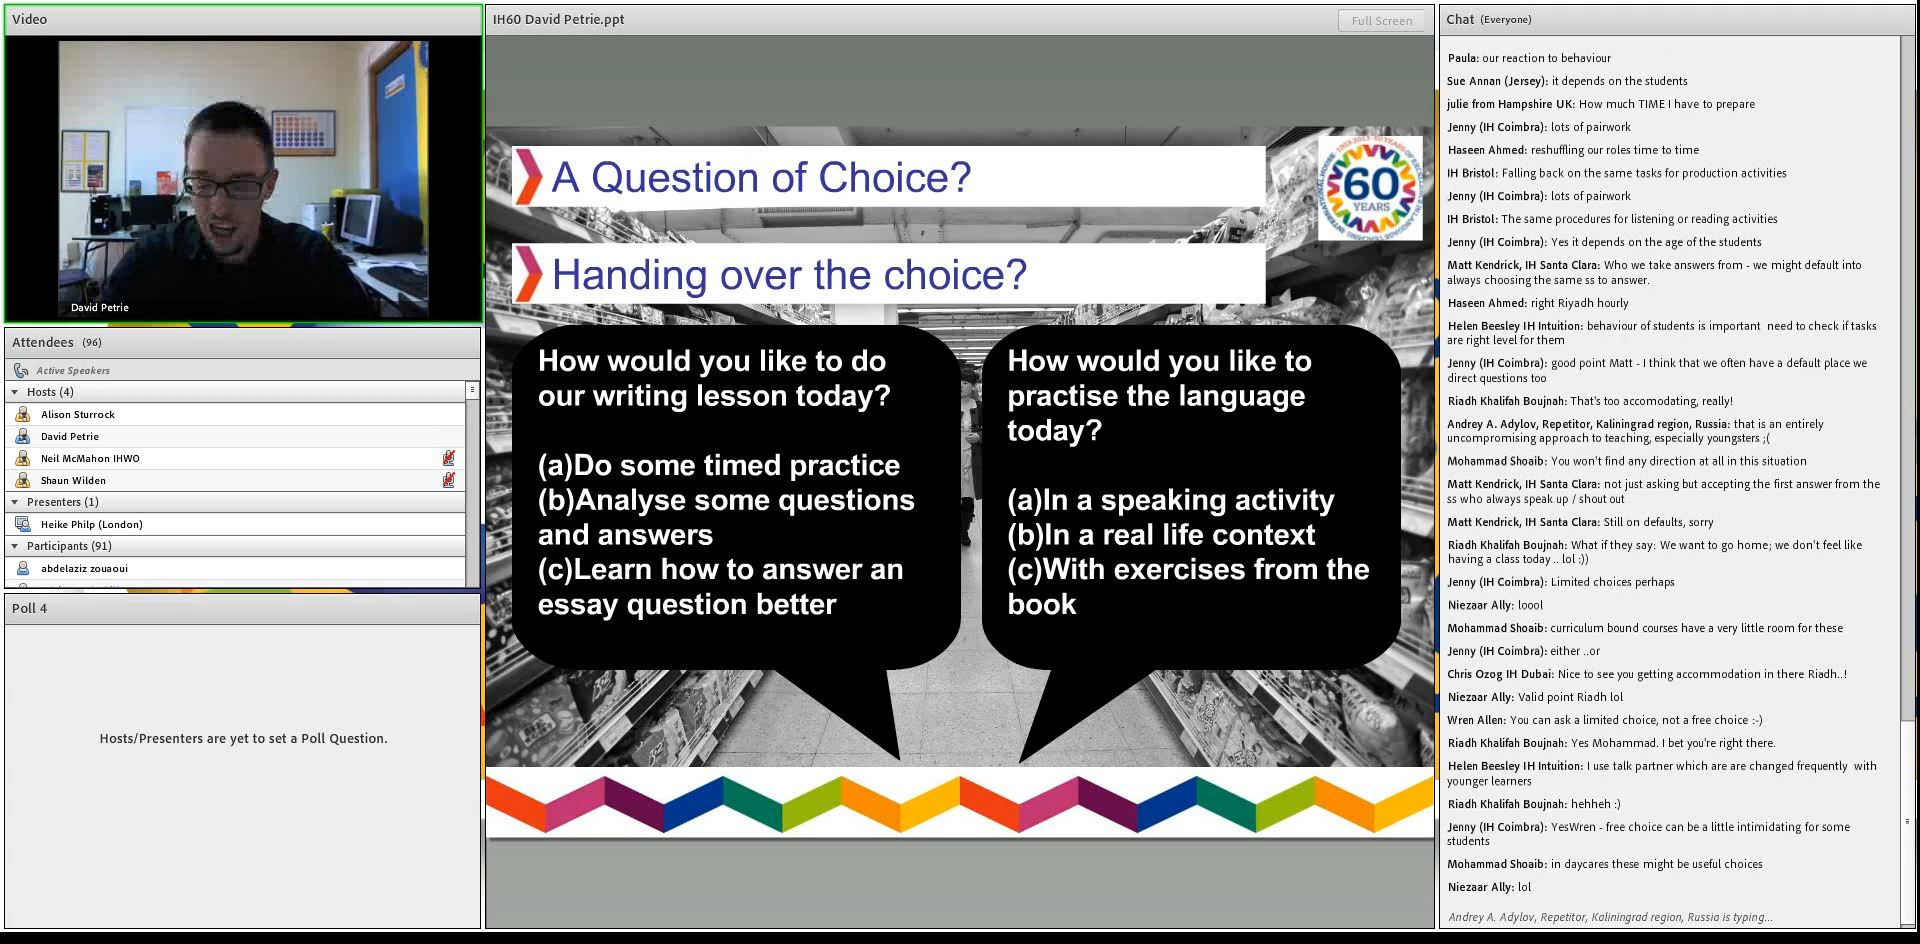 Video
David Petrie
Attendees (96)
Active Speakers
Hosts (4)
Alison Sturrock
David Petrie
Neil McMahon IHWO
Shaun Wilden
Presenters (1)
Heike Philp (London)
Participants (91)
abdelaziz zouaoui
Poll 4
Hosts/Presenters are yet to set a Poll Question.
IH60 David Petrie.ppt
Full Screen
A Question of Choice?
60
YEARS
Handing over the choice?
How would you like to do
our writing lesson today?
(a)Do some timed practice
(b)Analyse some questions
and answers
(c)Learn how to answer an
essay question better
How would you like to
practise the language
today?
(a)In a speaking activity
(b)In a real life context
(c)With exercises from the
book
Chat (Everyone)
Paula: our reaction to behaviour
Sue Annan (Jersey): it depends on the students
julie from Hampshire UK: How much TIME I have to prepare
Jenny (IH Coimbra): lots of pairwork
Haseen Ahmed: reshuffling our roles time to time
IH Bristol: Falling back on the same tasks for production activities
Jenny (IH Coimbra): lots of pairwork
IH Bristol: The same procedures for listening or reading activities
Jenny (IH Coimbra): Yes it depends on the age of the students
Matt Kendrick, IH Santa Clara: Who we take answers from - we might default into
always choosing the same ss to answer.
Haseen Ahmed: right Riyadh hourly
Helen Beesley IH Intuition: behaviour of students is important need to check if tasks
are right level for them
Jenny (IH Coimbra): good point Matt - I think that we often have a default place we
direct questions too
Riadh Khalifah Boujnah: That's too accomodating, really!
Andrey A. Adylov, Repetitor, Kaliningrad region, Russia: that is an entirely
uncompromising approach to teaching, especially youngsters ;(
Mohammad Shoaib: You won't find any direction at all in this situation
Matt Kendrick, IH Santa Clara: not just asking but accepting the first answer from the
ss who always speak up / shout out
Matt Kendrick, IH Santa Clara: Still on defaults, sorry
Riadh Khalifah Boujnah: What if they say: We want to go home; we don't feel like
having a class today .. lol :))
Jenny (IH Coimbra): Limited choices perhaps
Niezaar Ally: loool
Mohammad Shoaib: curriculum bound courses have a very little room for these
Jenny (IH Coimbra): either ..or
Chris Ozog IH Dubai: Nice to see you getting accommodation in there Riadh..!
Niezaar Ally: Valid point Riadh lol
Wren Allen: You can ask a limited choice, not a free choice :-)
Riadh Khalifah Boujnah: Yes Mohammad. I bet you're right there.
Helen Beesley IH Intuition: I use talk partner which are are changed frequently with
younger learners
Riadh Khalifah Boujnah: hehheh :)
Jenny (IH Coimbra): YesWren - free choice can be a little intimidating for some
students
Mohammad Shoaib: in daycares these might be useful choices
Niezaar Ally: lol
Andrey A. Adylov, Repetitor, Kaliningrad region, Russia is typing...